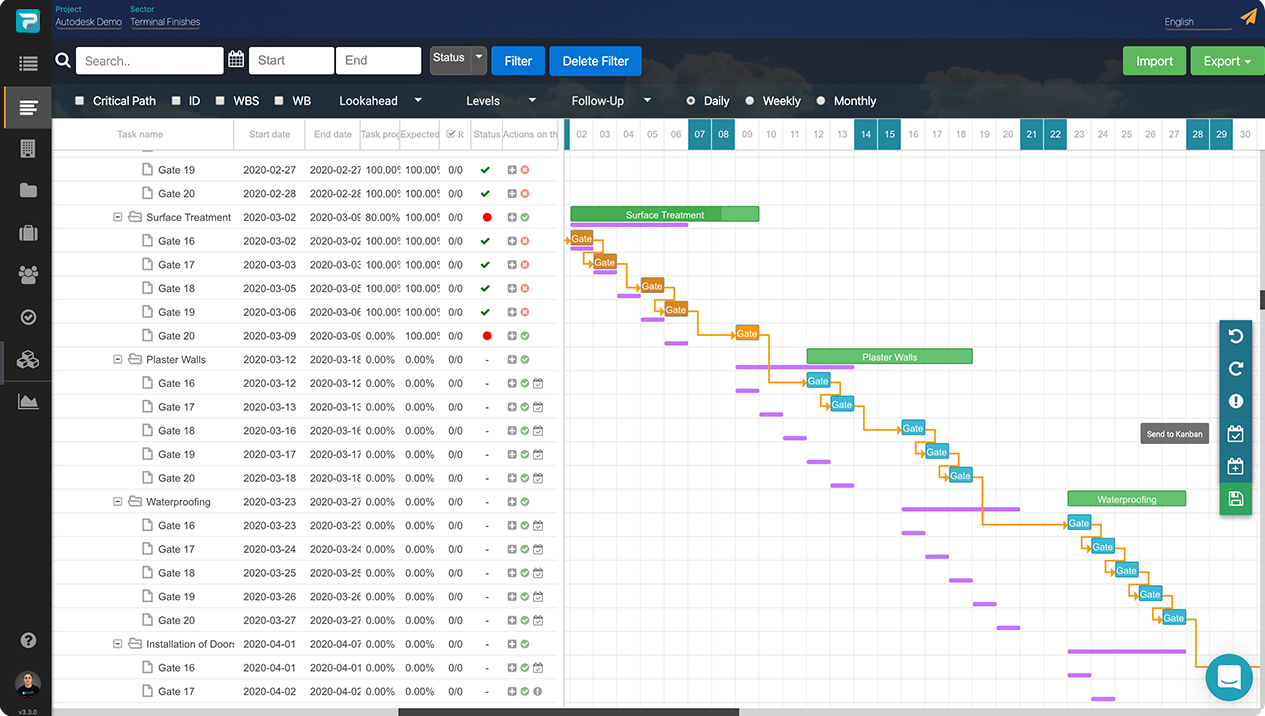 Project
Sector
Autodesk Demo
Terminal Finishes
English
Search..
Start
End
Status
Filter
Delete Filter
Import
Export
Critical Path
ID
WBS
WB
Lookahead
Levels
Follow-Up
Daily
Weekly
Monthly
Task name Start date End date Task prog Expected R Status Actions on th
02 03 04 05 06 07 08 09 10 11 12 13 14 15 16 17 18 19 20 21 22 23 24 25 26 27 28 29 30
Gate 19 2020-02-27 2020-02-27 100.00% 100.00% 0/0
Gate 20 2020-02-28 2020-02-28 100.00% 100.00% 0/0
Surface Treatment 2020-03-02 2020-03-09 80.00% 100.00% 0/0
Surface Treatment
Gate 16 2020-03-02 2020-03-02 100.00% 100.00% 0/0
Gate
Gate 17 2020-03-03 2020-03-03 100.00% 100.00% 0/0
Gate
Gate 18 2020-03-05 2020-03-05 100.00% 100.00% 0/0
Gate
Gate 19 2020-03-06 2020-03-06 100.00% 100.00% 0/0
Gate
Gate 20 2020-03-09 2020-03-09 0.00% 100.00% 0/0
Gate
Plaster Walls 2020-03-12 2020-03-18 0.00% 0.00% 0/0 -
Plaster Walls
Gate 16 2020-03-12 2020-03-12 0.00% 0.00% 0/0 -
Gate
Gate 17 2020-03-13 2020-03-13 0.00% 0.00% 0/0 -
Gate
Gate 18 2020-03-16 2020-03-16 0.00% 0.00% 0/0 -
Gate
Send to Kanban
Gate 19 2020-03-17 2020-03-17 0.00% 0.00% 0/0 -
Gate
Gate 20 2020-03-18 2020-03-18 0.00% 0.00% 0/0 -
Gate
Waterproofing 2020-03-23 2020-03-27 0.00% 0.00% 0/0 -
Waterproofing
Gate 16 2020-03-23 2020-03-23 0.00% 0.00% 0/0 -
Gate
Gate 17 2020-03-24 2020-03-24 0.00% 0.00% 0/0 -
Gate
Gate 18 2020-03-25 2020-03-25 0.00% 0.00% 0/0 -
Gate
Gate 19 2020-03-26 2020-03-26 0.00% 0.00% 0/0 -
Gate
Gate 20 2020-03-27 2020-03-27 0.00% 0.00% 0/0 -
Gate
Installation of Doors 2020-04-01 2020-04-07 0.00% 0.00% 0/0 -
Gate 16 2020-04-01 2020-04-01 0.00% 0.00% 0/0 -
Gate 17 2020-04-02 2020-04-02 0.00% 0.00% 0/0 -
v3.3.0